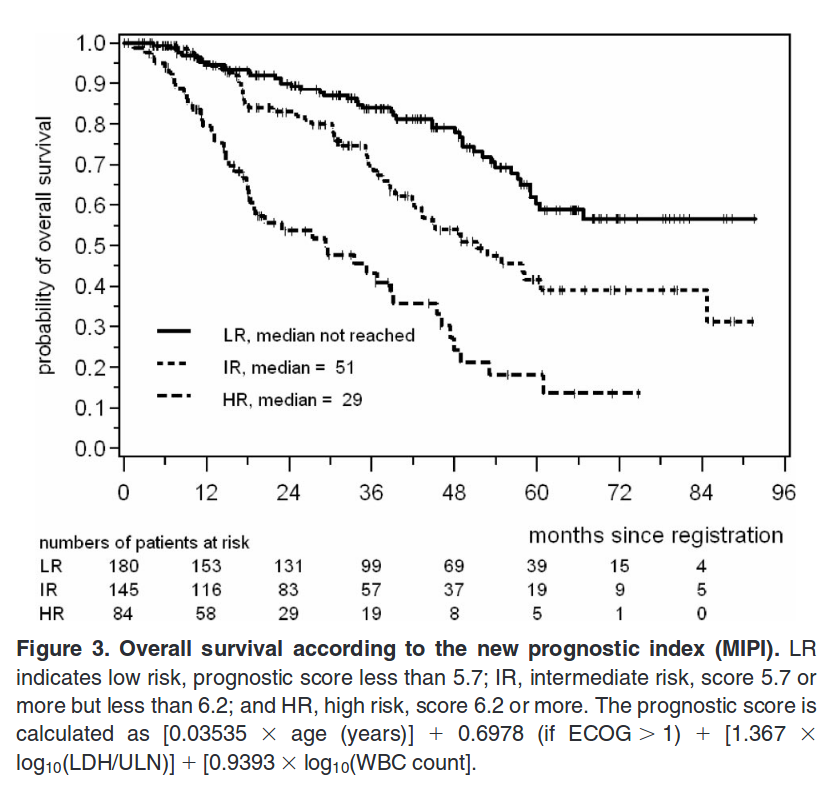 probability of overall survival
1.0
0.9
0.8
0.7
0.6
0.5
0.4
0.3
0.2
0.1
0.0
LR, median not reached
IR, median = 51
HR, median = 29
0 12 24 36 48 60 72 84 96
months since registration
numbers of patients at risk
LR 180 153 131 99 69 39 15 4
IR 145 116 83 57 37 19 9 5
HR 84 58 29 19 8 5 1 0
Figure 3. Overall survival according to the new prognostic index (MIPI). LR
indicates low risk, prognostic score less than 5.7; IR, intermediate risk, score 5.7 or
more but less than 6.2; and HR, high risk, score 6.2 or more. The prognostic score is
calculated as [0.03535 × age (years)] + 0.6978 (if ECOG > 1) + [1.367 ×
log10(LDH/ULN)] + [0.9393 × log10(WBC count].